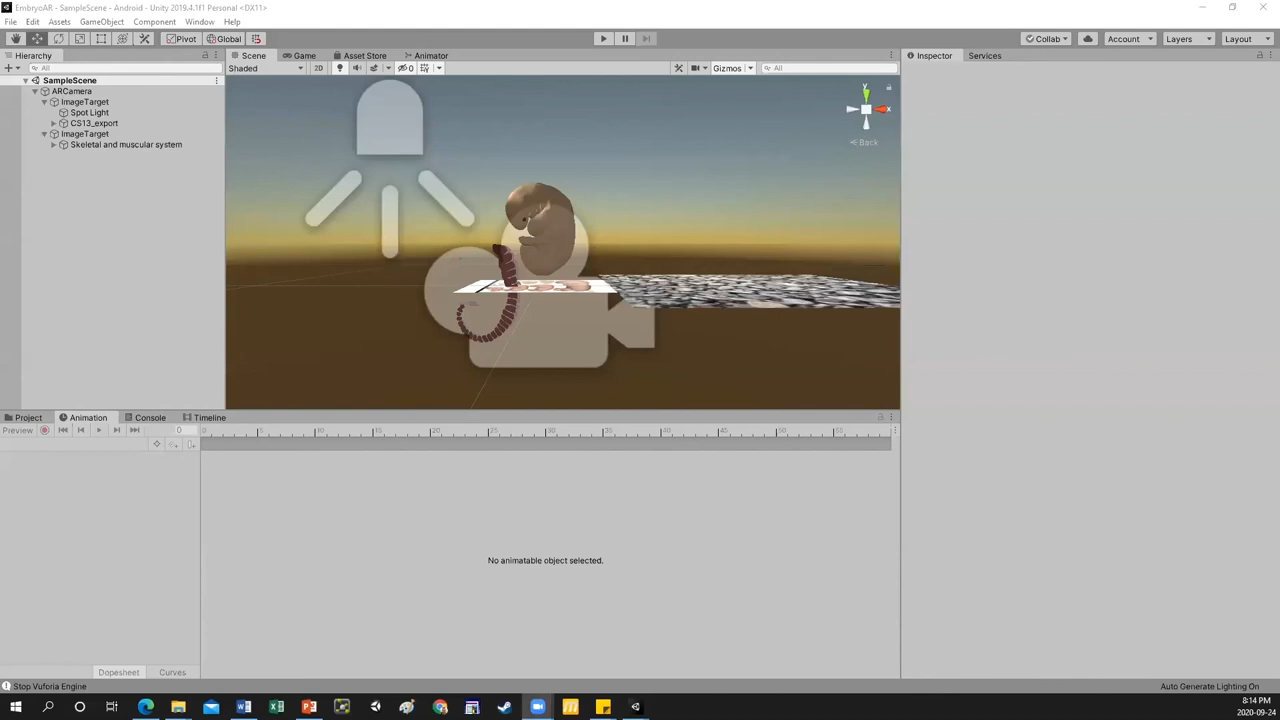 EmbryoAR - SampleScene - Android - Unity 2019.4.1f1 Personal <DX11>
File Edit Assets GameObject Component Window Help
Pivot Global Collab Account Layers Layout
Hierarchy Scene Game Asset Store Animator Inspector Services
All Shaded 2D 0 Gizmos All
SampleScene
ARCamera
ImageTarget
Spot Light
CS13_export
ImageTarget
Skeletal and muscular system
y
x
Back
Project Animation Console Timeline
Preview 0 0 5 10 15 20 25 30 35 40 45 50 55
No animatable object selected.
Dopesheet Curves
Stop Vuforia Engine Auto Generate Lighting On
8:14 PM
2020-09-24